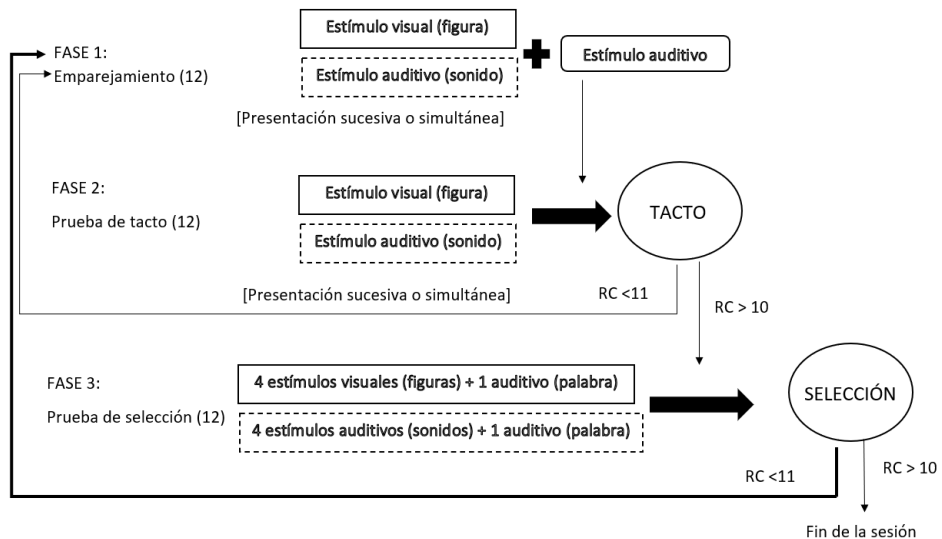 FASE 1:
Emparejamiento (12)
Estímulo visual (figura)
Estímulo auditivo (sonido)
Estímulo auditivo
[Presentación sucesiva o simultánea]
FASE 2:
Prueba de tacto (12)
Estímulo visual (figura)
Estímulo auditivo (sonido)
TACTO
[Presentación sucesiva o simultánea]
RC <11
RC > 10
FASE 3:
Prueba de selección (12)
4 estímulos visuales (figuras) + 1 auditivo (palabra)
4 estímulos auditivos (sonidos) + 1 auditivo (palabra)
SELECCIÓN
RC <11
RC > 10
Fin de la sesión